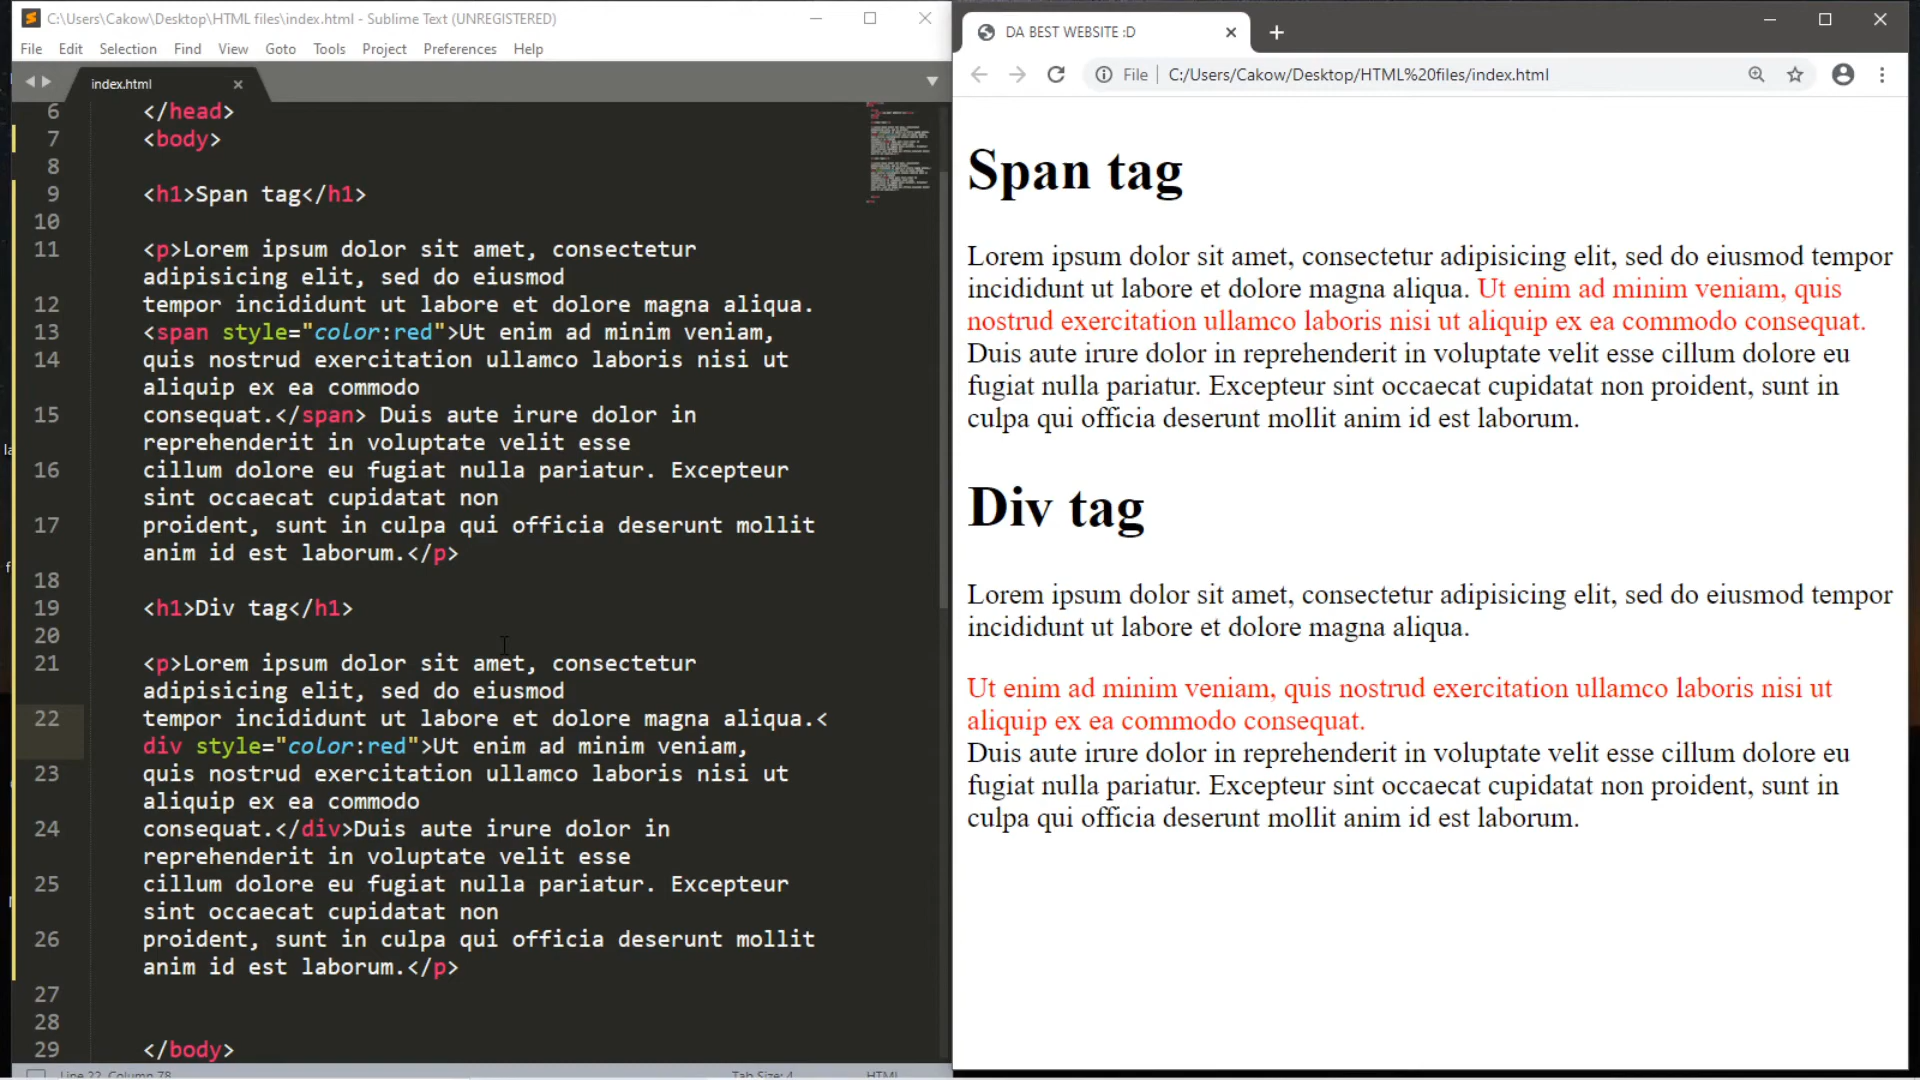 C:\Users\Cakow\Desktop\HTML files\index.html - Sublime Text (UNREGISTERED)
File Edit Selection Find View Goto Tools Project Preferences Help
index.html
6 </head>
7 <body>
8
9 <h1>Span tag</h1>
10
11 <p>Lorem ipsum dolor sit amet, consectetur
adipisicing elit, sed do eiusmod
12 tempor incididunt ut labore et dolore magna aliqua.
13 <span style="color:red">Ut enim ad minim veniam,
14 quis nostrud exercitation ullamco laboris nisi ut
aliquip ex ea commodo
15 consequat.</span> Duis aute irure dolor in
reprehenderit in voluptate velit esse
16 cillum dolore eu fugiat nulla pariatur. Excepteur
sint occaecat cupidatat non
17 proident, sunt in culpa qui officia deserunt mollit
anim id est laborum.</p>
18
19 <h1>Div tag</h1>
20
21 <p>Lorem ipsum dolor sit amet, consectetur
adipisicing elit, sed do eiusmod
22 tempor incididunt ut labore et dolore magna aliqua.<
div style="color:red">Ut enim ad minim veniam,
23 quis nostrud exercitation ullamco laboris nisi ut
aliquip ex ea commodo
24 consequat.</div>Duis aute irure dolor in
reprehenderit in voluptate velit esse
25 cillum dolore eu fugiat nulla pariatur. Excepteur
sint occaecat cupidatat non
26 proident, sunt in culpa qui officia deserunt mollit
anim id est laborum.</p>
27
28
29 </body>
Line 22, Column 78 Tab Size: 4 HTML
DA BEST WEBSITE :D
File C:/Users/Cakow/Desktop/HTML%20files/index.html
Span tag
Lorem ipsum dolor sit amet, consectetur adipisicing elit, sed do eiusmod tempor
incididunt ut labore et dolore magna aliqua. Ut enim ad minim veniam, quis
nostrud exercitation ullamco laboris nisi ut aliquip ex ea commodo consequat.
Duis aute irure dolor in reprehenderit in voluptate velit esse cillum dolore eu
fugiat nulla pariatur. Excepteur sint occaecat cupidatat non proident, sunt in
culpa qui officia deserunt mollit anim id est laborum.
Div tag
Lorem ipsum dolor sit amet, consectetur adipisicing elit, sed do eiusmod tempor
incididunt ut labore et dolore magna aliqua.
Ut enim ad minim veniam, quis nostrud exercitation ullamco laboris nisi ut
aliquip ex ea commodo consequat.
Duis aute irure dolor in reprehenderit in voluptate velit esse cillum dolore eu
fugiat nulla pariatur. Excepteur sint occaecat cupidatat non proident, sunt in
culpa qui officia deserunt mollit anim id est laborum.